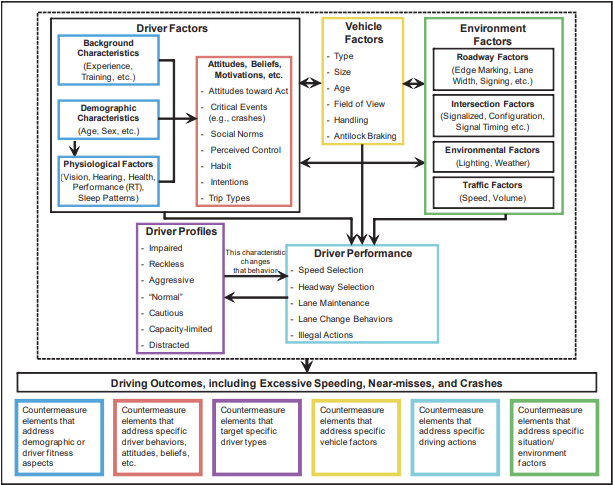 Driver Factors
Background
Characteristics
(Experience,
Training, etc.)
Demographic
Characteristics
(Age, Sex, etc.)
Physiological Factors
(Vision, Hearing, Health,
Performance (RT),
Sleep Patterns)
Attitudes, Beliefs,
Motivations, etc.
- Attitudes toward Act
- Critical Events
(e.g., crashes)
- Social Norms
- Perceived Control
- Habit
- Intentions
- Trip Types
Vehicle
Factors
- Type
- Size
- Age
- Field of View
- Handling
- Antilock Braking
Environment
Factors
Roadway Factors
(Edge Marking, Lane
Width, Signing, etc.)
Intersection Factors
(Signalized, Configuration,
Signal Timing etc.)
Environmental Factors
(Lighting, Weather)
Traffic Factors
(Speed, Volume)
Driver Profiles
- Impaired
- Reckless
- Aggressive
- “Normal”
- Cautious
- Capacity-limited
- Distracted
This characteristic
changes
that behavior
Driver Performance
- Speed Selection
- Headway Selection
- Lane Maintenance
- Lane Change Behaviors
- Illegal Actions
Driving Outcomes, including Excessive Speeding, Near-misses, and Crashes
Countermeasure
elements that
address
demographic or
driver fitness
aspects
Countermeasure
elements that
address specific
driver behaviors,
attitudes, beliefs,
etc.
Countermeasure
elements that
target specific
driver types
Countermeasure
elements that
address specific
vehicle factors
Countermeasure
elements that
address specific
driving actions
Countermeasure
elements that
address specific
situation/
environment
factors